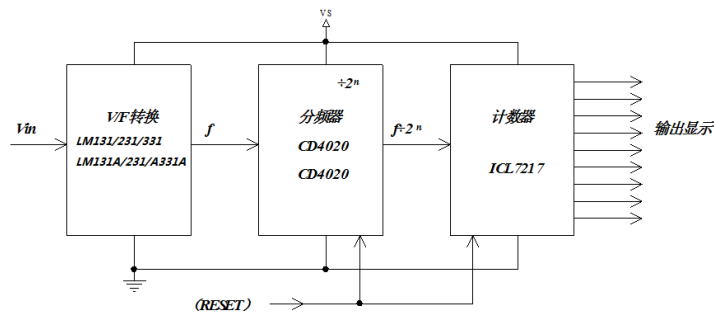 VS
Vin
V/F转换
LM131/231/331
LM131A/231/A331A
f
÷2ⁿ
分频器
CD4020
CD4020
f÷2ⁿ
计数器
ICL7217
输出显示
（RESET）